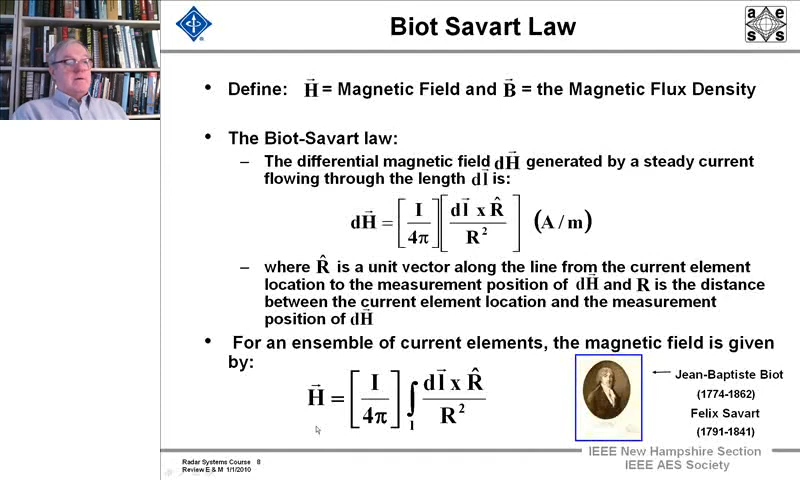 Biot Savart Law
a e
s s
• Define: H⃗ = Magnetic Field and B⃗ = the Magnetic Flux Density
• The Biot-Savart law:
– The differential magnetic field dH⃗ generated by a steady current
flowing through the length dl⃗ is:
dH⃗ = [I / 4π] [dl⃗ x R̂ / R²] (A / m)
– where R̂ is a unit vector along the line from the current element
location to the measurement position of dH⃗ and R is the distance
between the current element location and the measurement
position of dH⃗
• For an ensemble of current elements, the magnetic field is given
by:
H⃗ = [I / 4π] ∫l dl⃗ x R̂ / R²
Jean-Baptiste Biot
(1774-1862)
Felix Savart
(1791-1841)
Radar Systems Course 8
Review E & M 1/1/2010
IEEE New Hampshire Section
IEEE AES Society